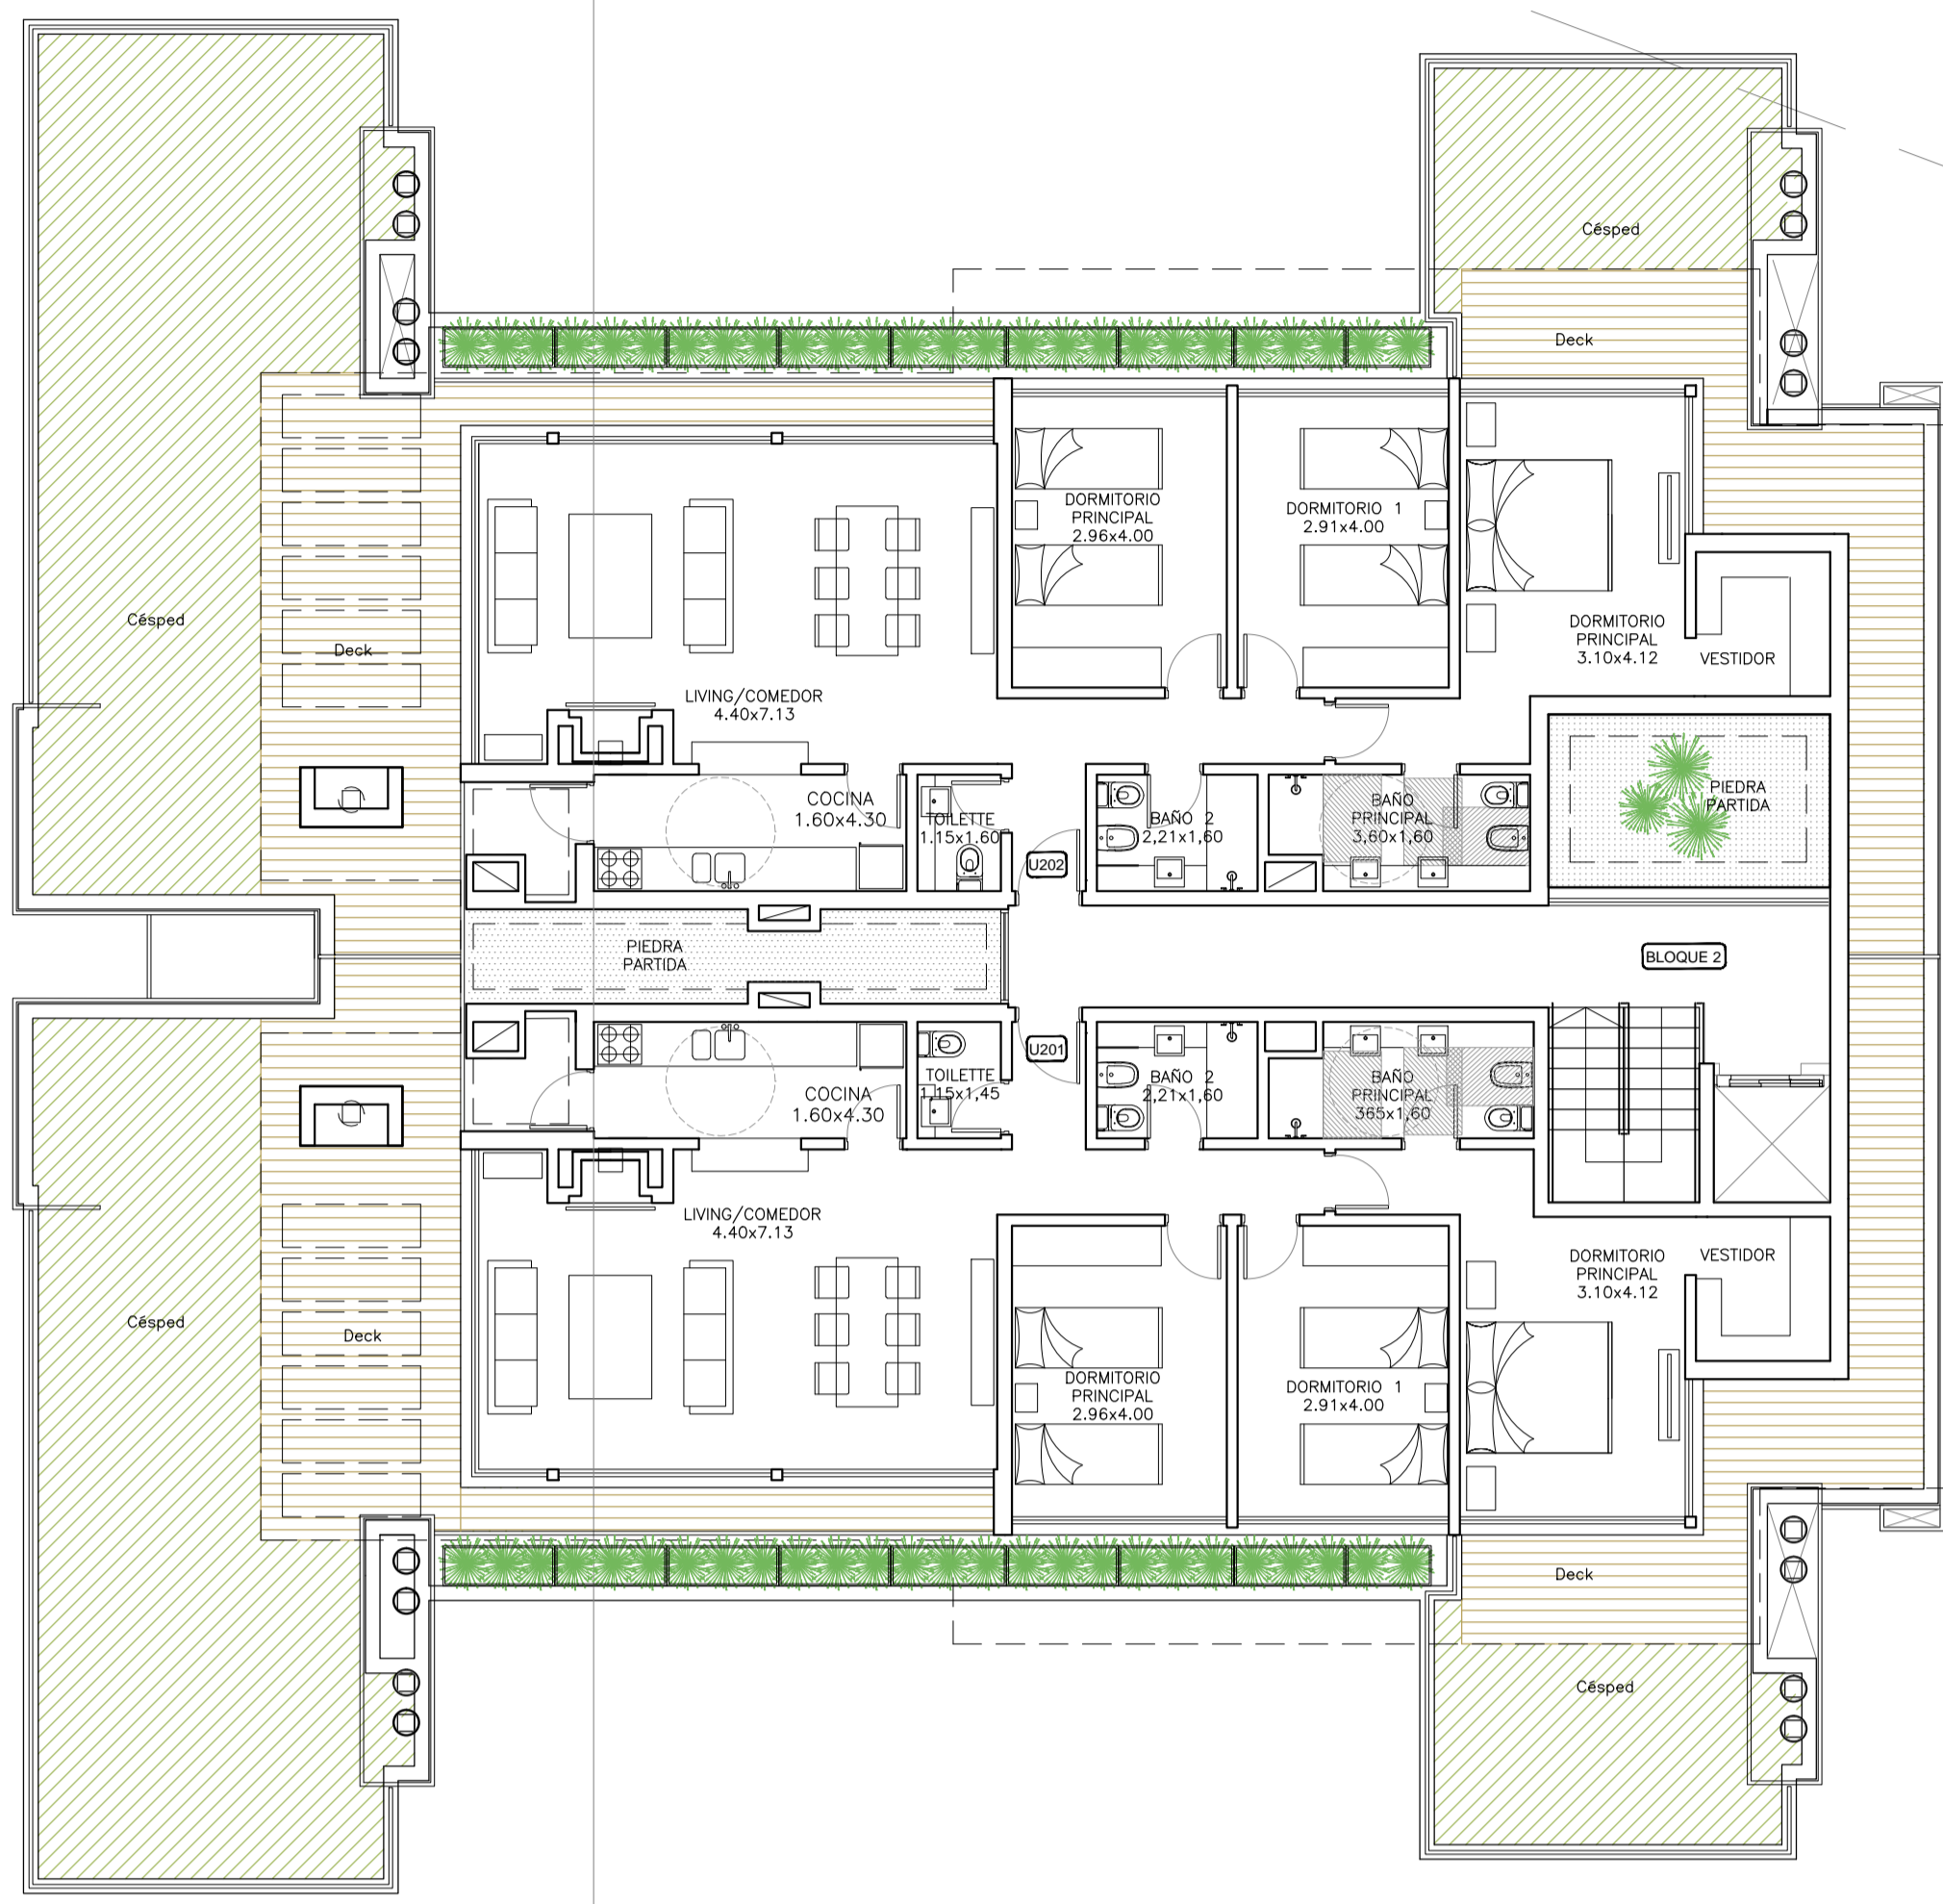 Césped
Deck
DORMITORIO
PRINCIPAL
2.96x4.00
DORMITORIO 1
2.91x4.00
Césped
Deck
DORMITORIO
PRINCIPAL
3.10x4.12
VESTIDOR
LIVING/COMEDOR
4.40x7.13
COCINA
1.60x4.30
TOILETTE
1.15x1.60
U202
BAÑO 2
2,21x1,60
BAÑO
PRINCIPAL
3,60x1,60
PIEDRA
PARTIDA
PIEDRA
PARTIDA
BLOQUE 2
U201
COCINA
1.60x4.30
TOILETTE
1,15x1,45
BAÑO 2
2,21x1,60
BAÑO
PRINCIPAL
365x1,60
LIVING/COMEDOR
4.40x7.13
DORMITORIO
PRINCIPAL
3.10x4.12
VESTIDOR
Césped
Deck
DORMITORIO
PRINCIPAL
2.96x4.00
DORMITORIO 1
2.91x4.00
Deck
Césped